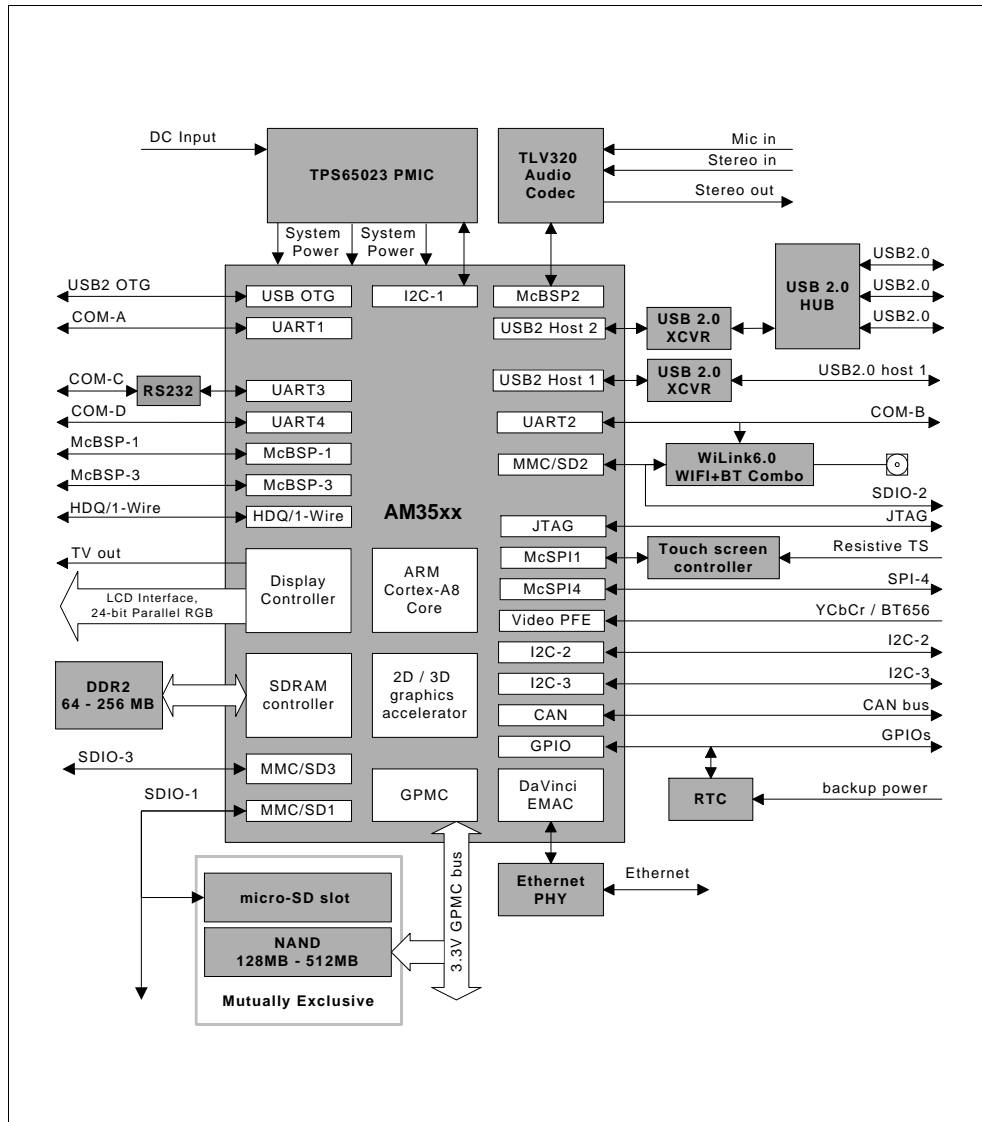 DC Input
TPS65023 PMIC
TLV320
Audio
Codec
Mic in
Stereo in
Stereo out
System
Power
System
Power
USB2 OTG
USB OTG
I2C-1
McBSP2
USB 2.0
HUB
USB2.0
USB2.0
USB2.0
COM-A
UART1
USB2 Host 2
USB 2.0
XCVR
COM-C
RS232
UART3
USB2 Host 1
USB 2.0
XCVR
USB2.0 host 1
COM-D
UART4
UART2
COM-B
McBSP-1
McBSP-1
MMC/SD2
WiLink6.0
WIFI+BT Combo
McBSP-3
McBSP-3
SDIO-2
HDQ/1-Wire
HDQ/1-Wire
AM35xx
JTAG
JTAG
TV out
LCD Interface,
24-bit Parallel RGB
Display
Controller
ARM
Cortex-A8
Core
McSPI1
Touch screen
controller
Resistive TS
McSPI4
SPI-4
Video PFE
YCbCr / BT656
I2C-2
I2C-2
DDR2
64 - 256 MB
SDRAM
controller
2D / 3D
graphics
accelerator
I2C-3
I2C-3
CAN
CAN bus
GPIO
GPIOs
SDIO-3
MMC/SD3
GPMC
DaVinci
EMAC
RTC
backup power
SDIO-1
MMC/SD1
3.3V GPMC bus
Ethernet
PHY
Ethernet
micro-SD slot
NAND
128MB - 512MB
Mutually Exclusive